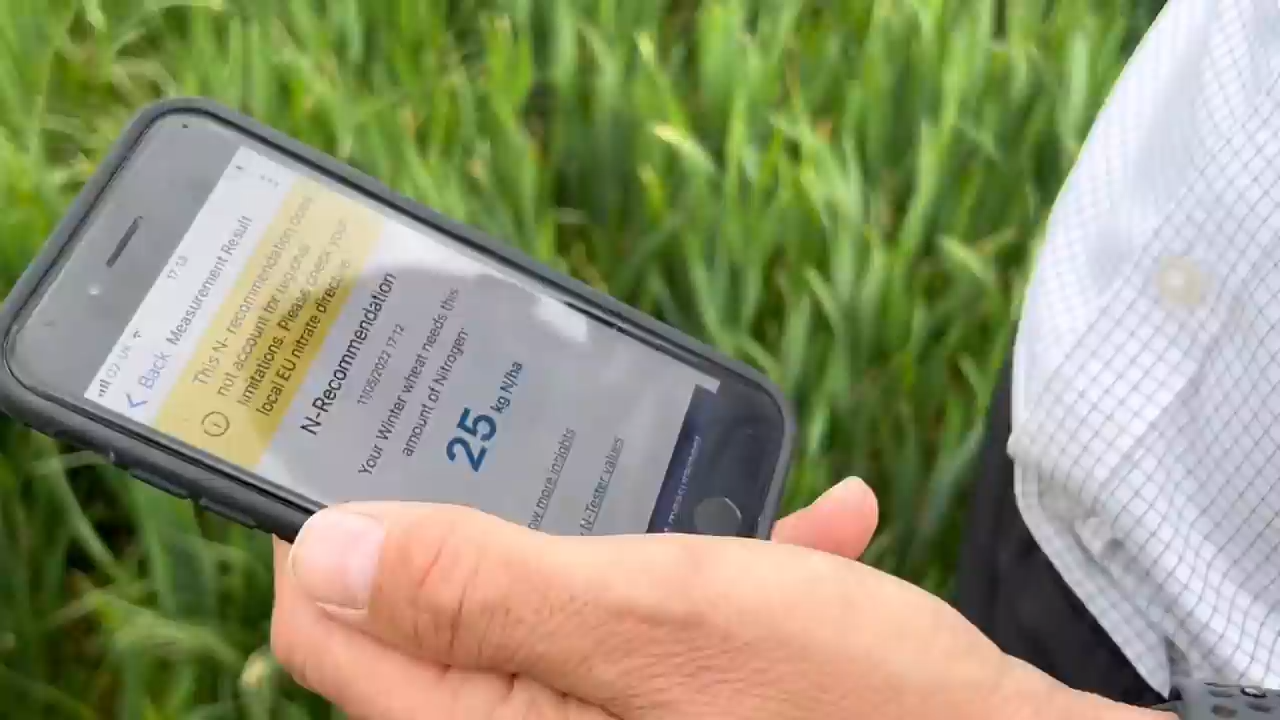 O2-UK 17:13
Back Measurement Result
This N- recommendation does
not account for regional
limitations. Please check your
local EU nitrate directive
N-Recommendation
11/05/2022 17:12
Your Winter wheat needs this
amount of Nitrogen:
25 kg N/ha
more insights
N-Tester values